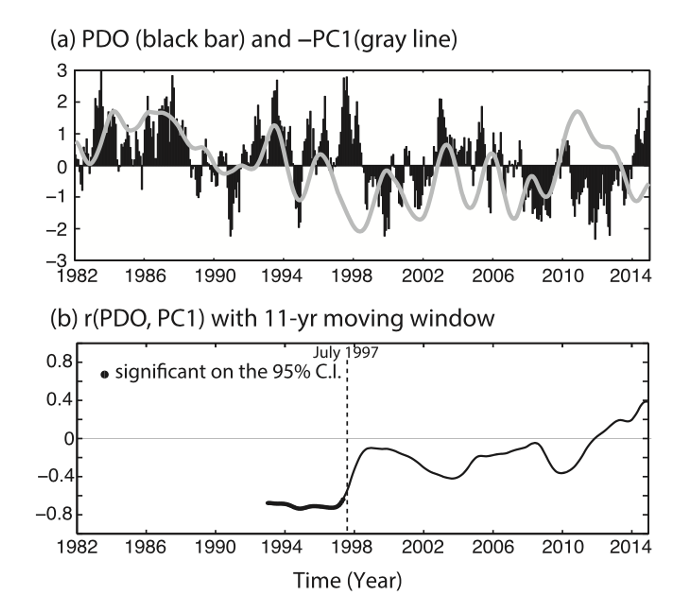 (a) PDO (black bar) and −PC1(gray line)
3
2
1
0
−1
−2
−3
1982 1986 1990 1994 1998 2002 2006 2010 2014
(b) r(PDO, PC1) with 11-yr moving window
July 1997
● significant on the 95% C.I.
0.8
0.4
0
−0.4
−0.8
1982 1986 1990 1994 1998 2002 2006 2010 2014
Time (Year)